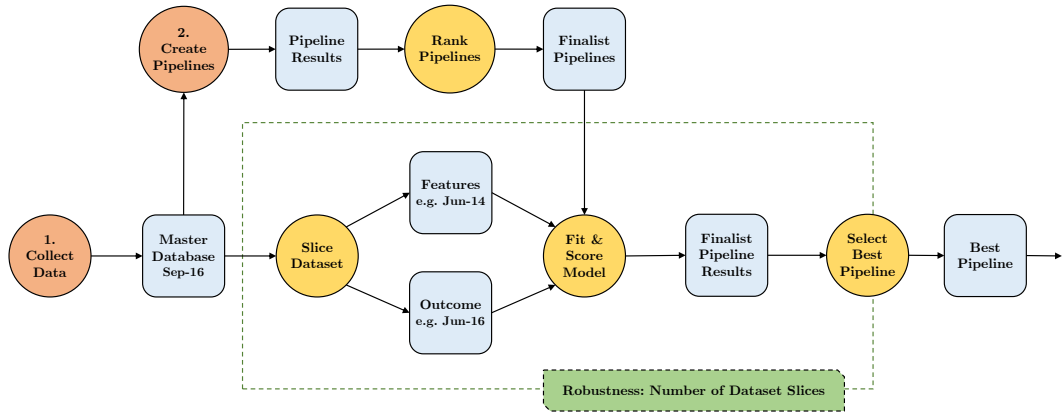 2.
Create
Pipelines
Pipeline
Results
Rank
Pipelines
Finalist
Pipelines
1.
Collect
Data
Master
Database
Sep-16
Slice
Dataset
Features
e.g. Jun-14
Outcome
e.g. Jun-16
Fit &
Score
Model
Finalist
Pipeline
Results
Select
Best
Pipeline
Best
Pipeline
Robustness: Number of Dataset Slices